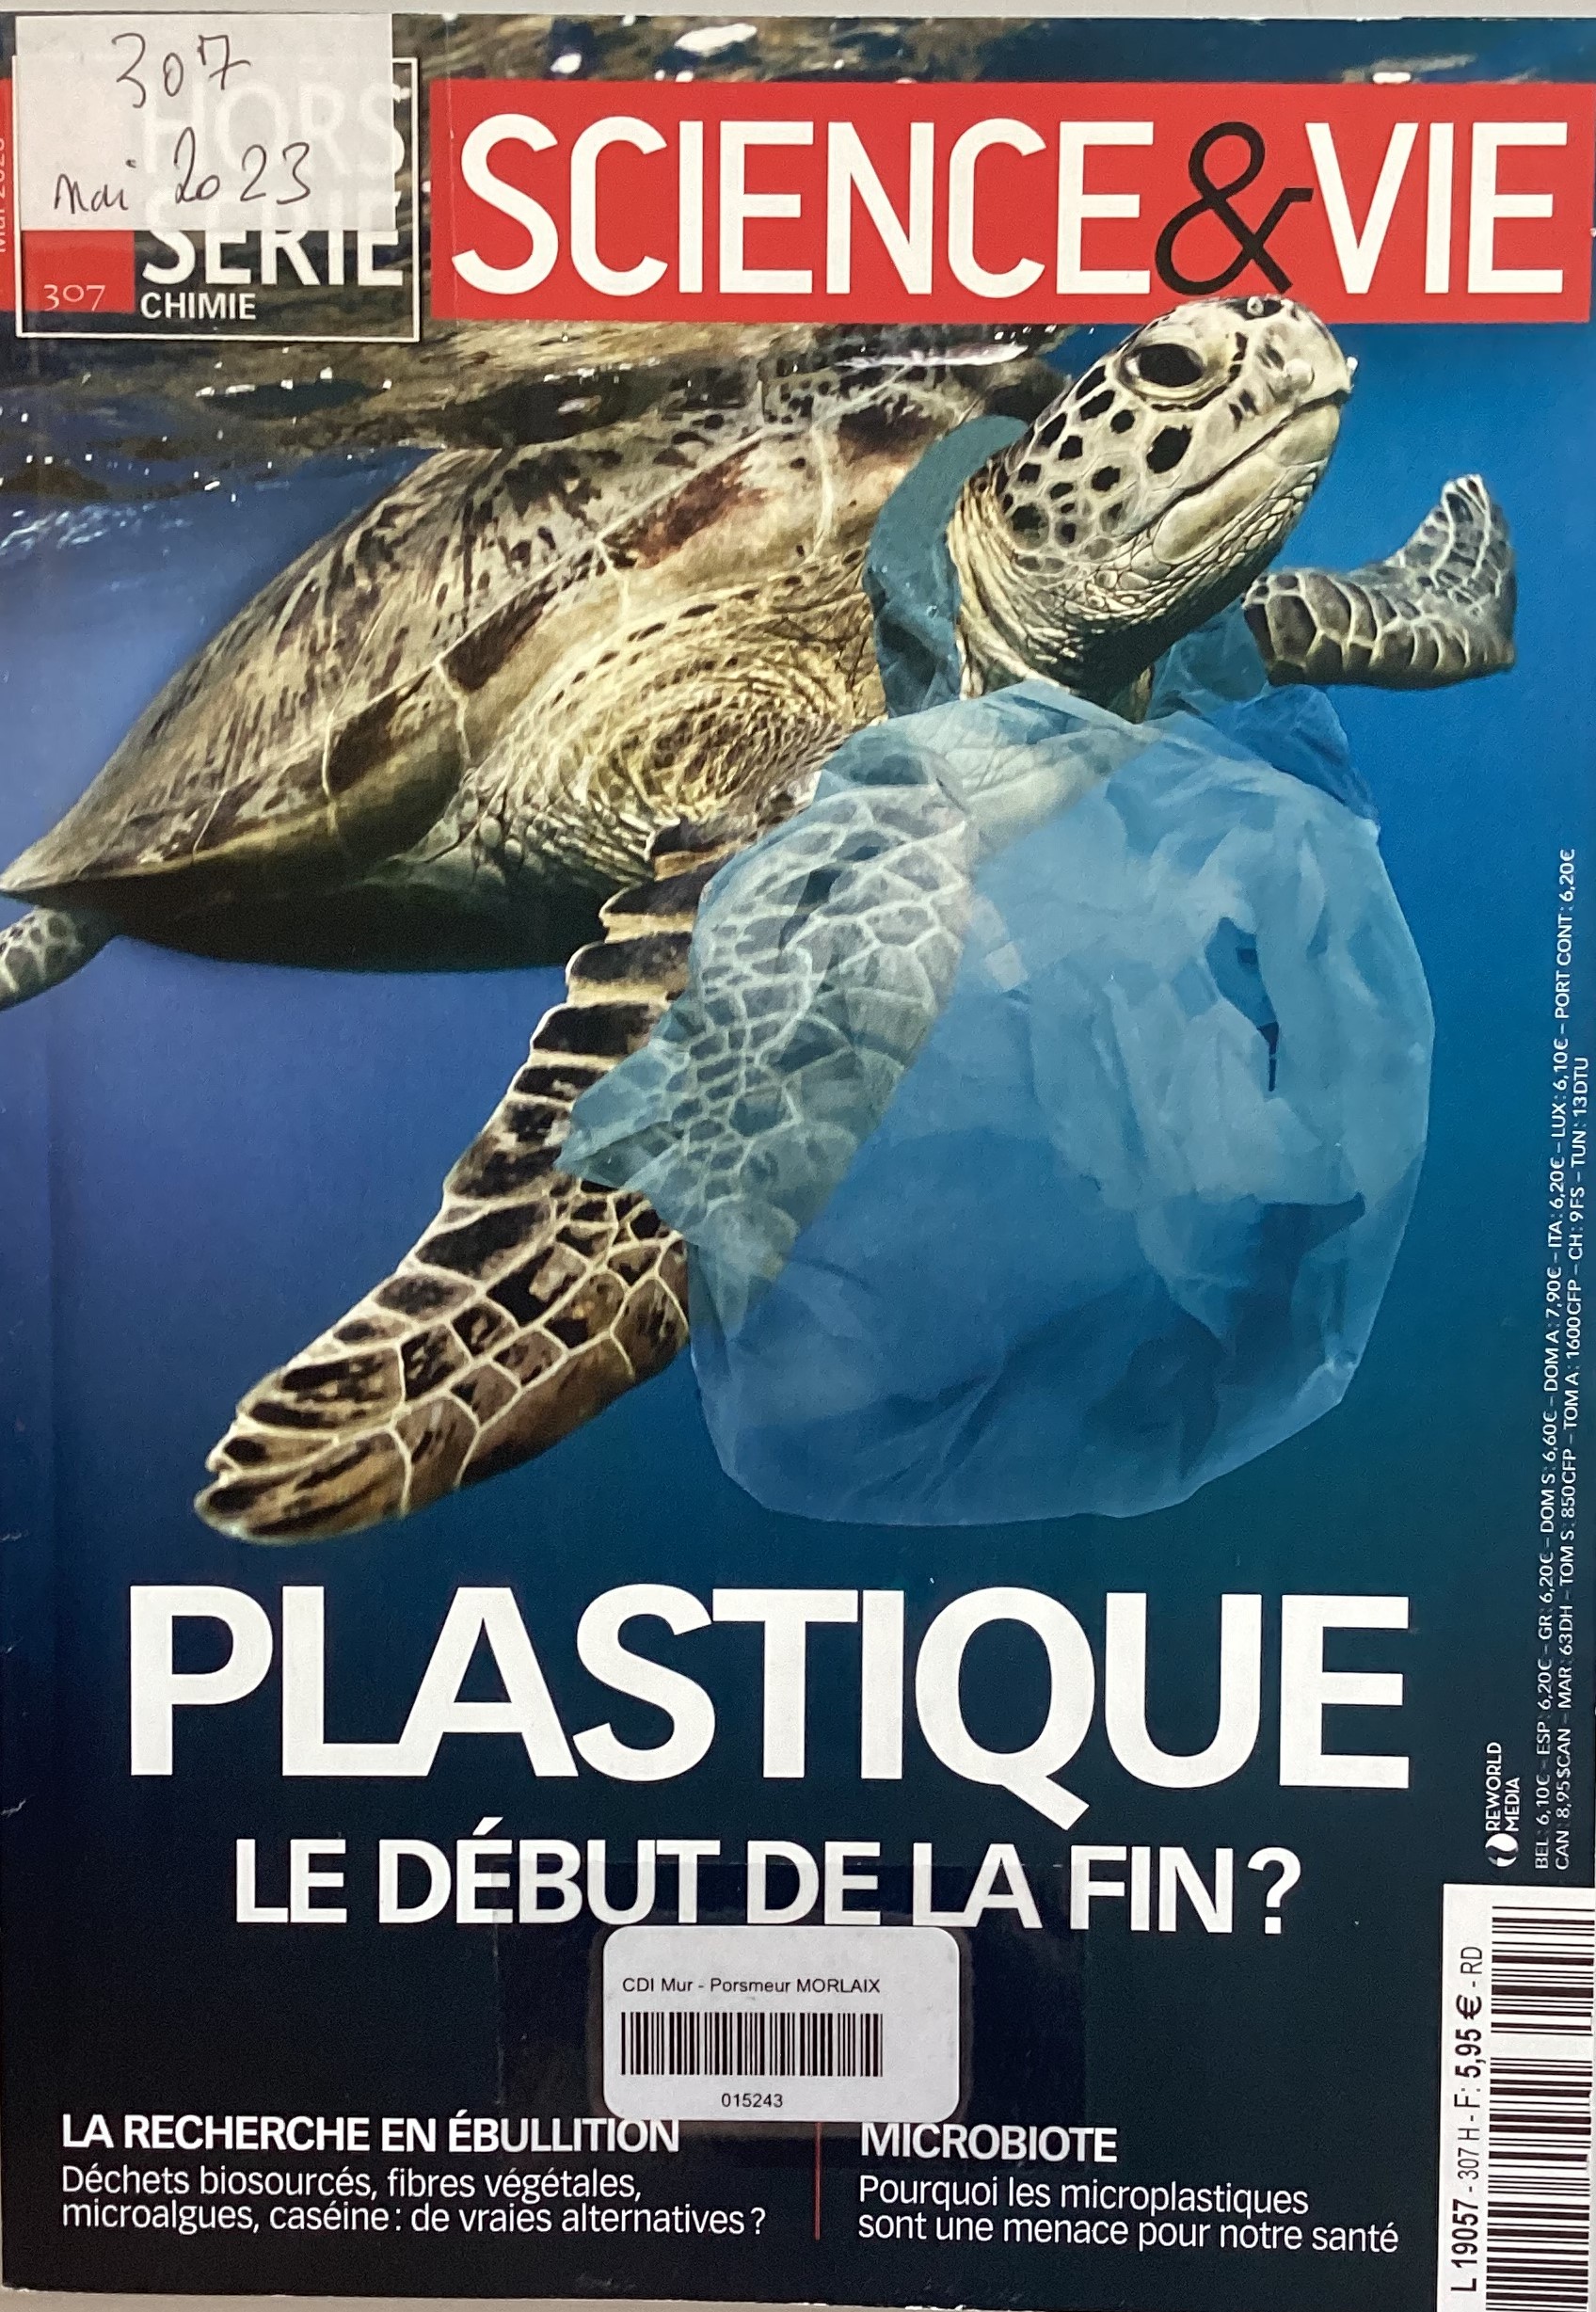 307
mai 2023
HORS
SÉRIE
307
CHIMIE
SCIENCE&VIE
PLASTIQUE
LE DÉBUT DE LA FIN ?
CDI Mur - Porsmeur MORLAIX
015243
LA RECHERCHE EN ÉBULLITION
Déchets biosourcés, fibres végétales,
microalgues, caséine : de vraies alternatives ?
MICROBIOTE
Pourquoi les microplastiques
sont une menace pour notre santé
REWORLD
MEDIA
BEL : 6,10€ – ESP : 6,20€ – GR : 6,20€ – DOM S : 6,60€ – DOM A : 7,90€ – ITA : 6,20€ – LUX : 6,10€ – PORT CONT : 6,20€
CAN : 8,95$CAN – MAR : 63DH – TOM S : 850CFP – TOM A : 1600CFP – CH : 9FS – TUN : 13DTU
L 19057 - 307 H - F: 5,95 € - RD